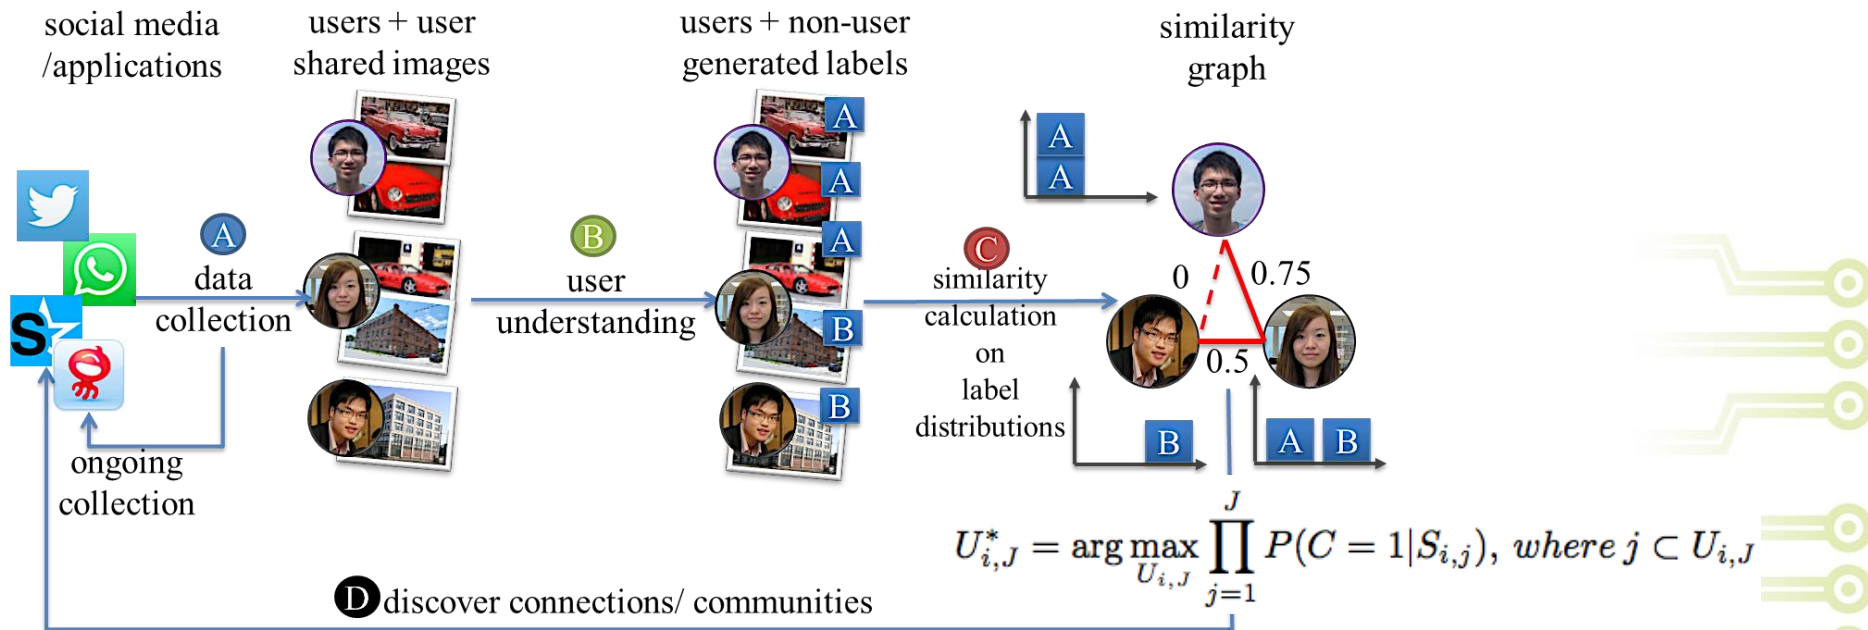 social media
/applications
users + user
shared images
users + non-user
generated labels
similarity
graph
A
A
A
B
B
S
A
data
collection
ongoing
collection
B
user
understanding
C
similarity
calculation
on
label
distributions
A
A
0
0.75
0.5
B
A B
U*i,J = arg max Ui,J ∏ J j=1 P(C = 1|Si,j), where j ⊂ Ui,J
D discover connections/ communities